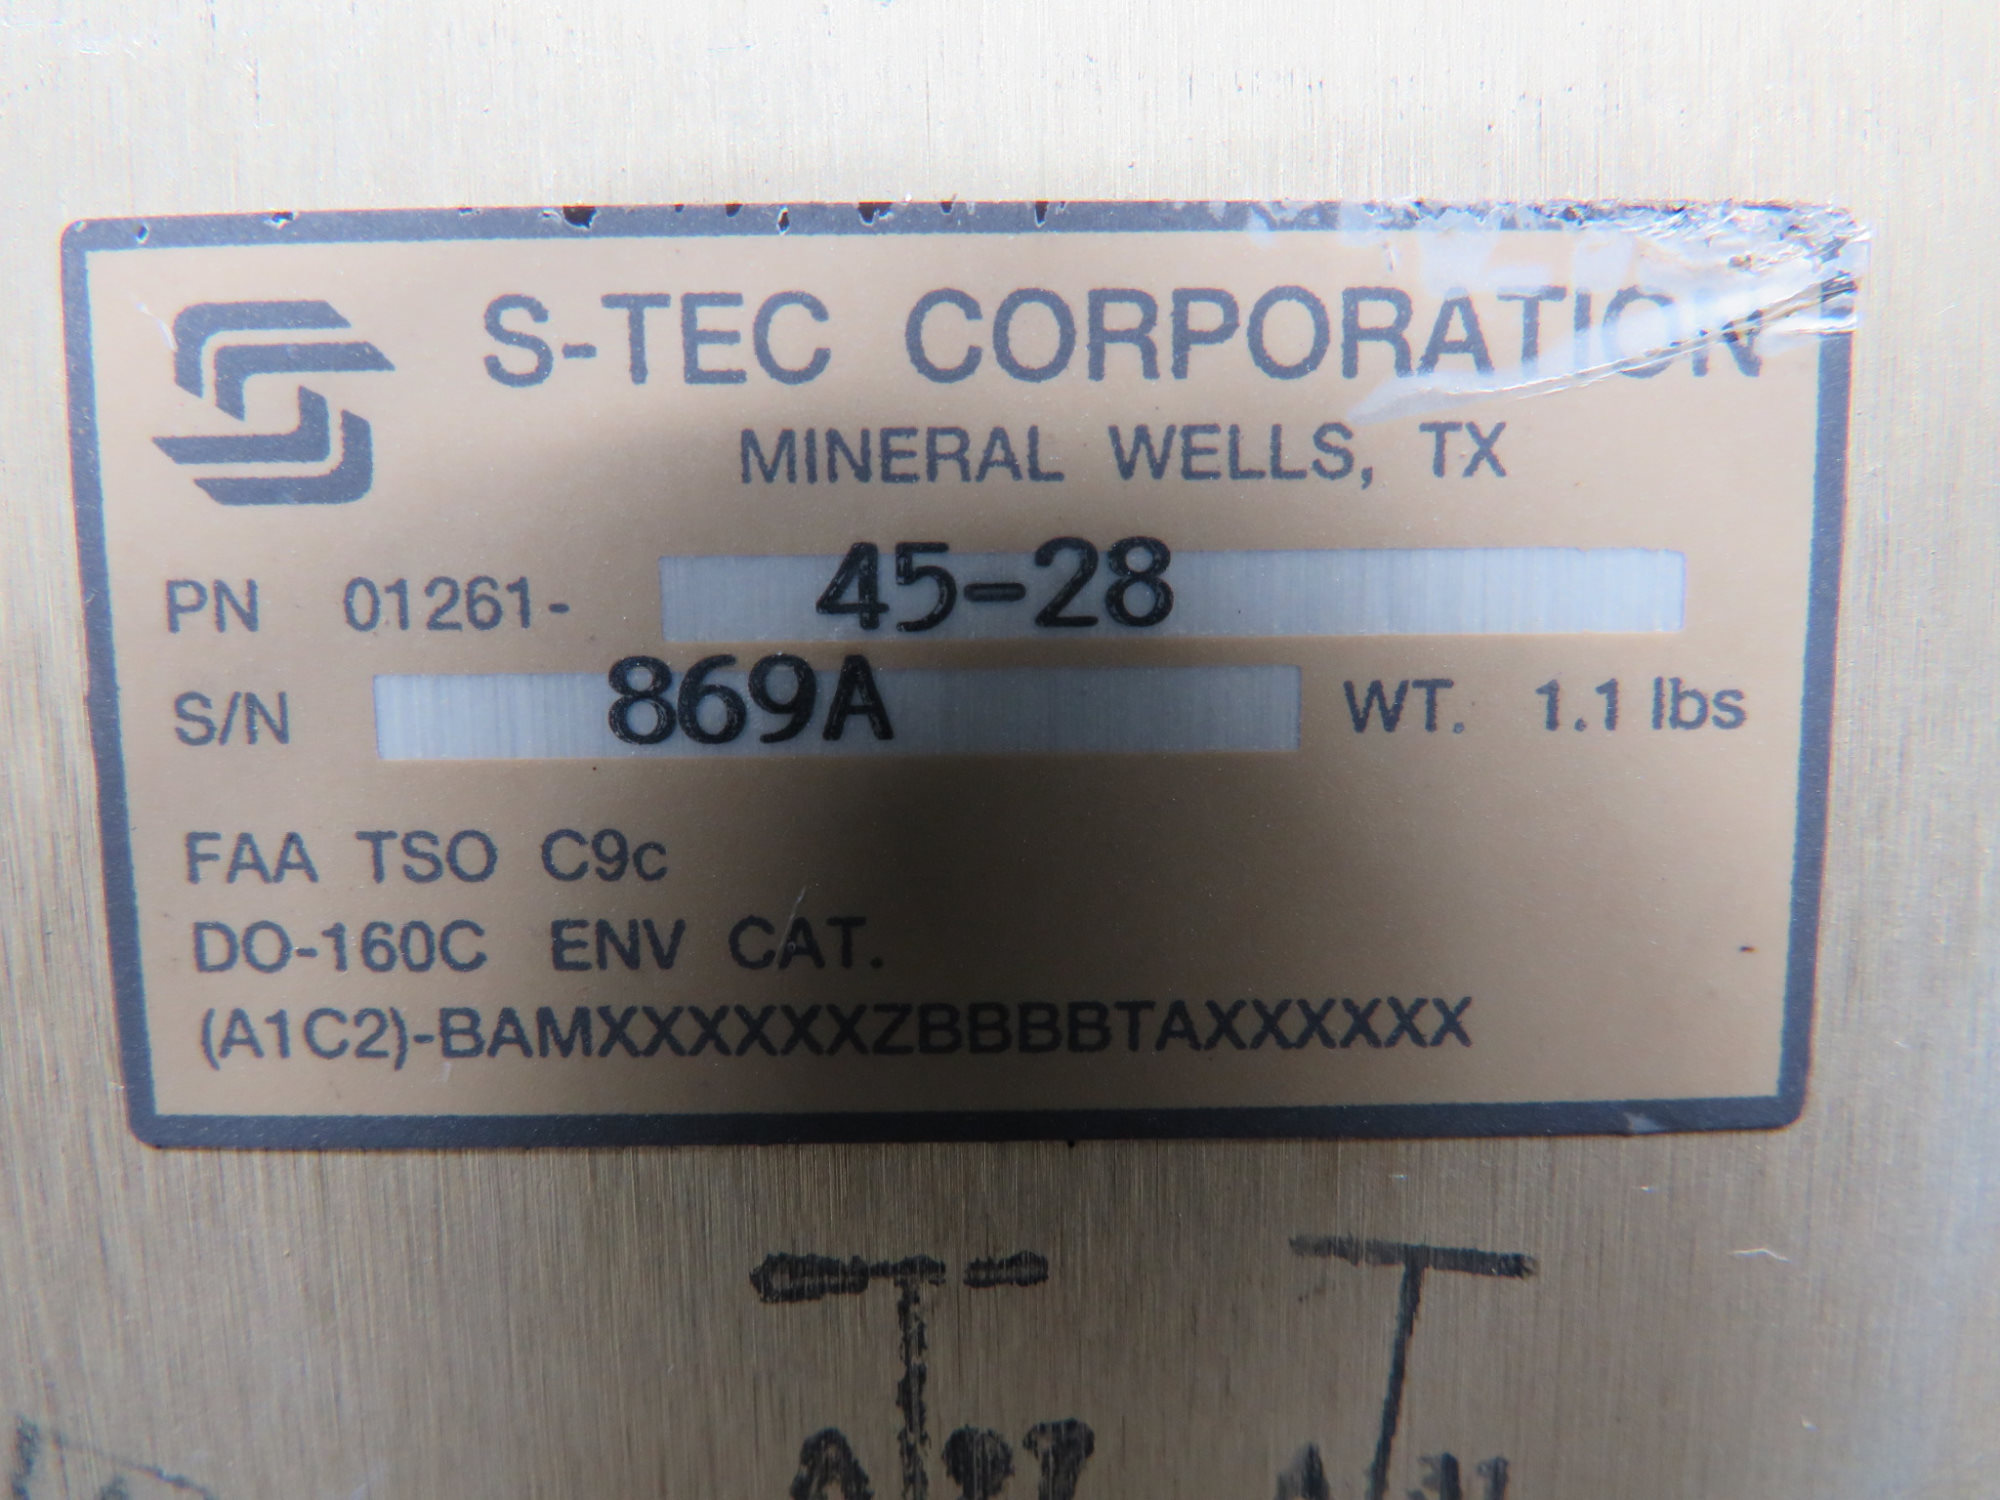 S-TEC CORPORATION
MINERAL WELLS, TX
PN 01261- 45-28
S/N 869A WT. 1.1 lbs
FAA TSO C9c
DO-160C ENV CAT.
(A1C2)-BAMXXXXXXZBBBBTAXXXXXX